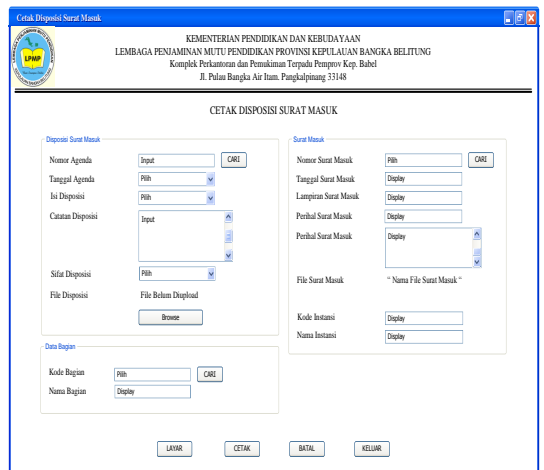 Cetak Disposisi Surat Masuk
KEMENTERIAN PENDIDIKAN DAN KEBUDAYAAN
LEMBAGA PENJAMINAN MUTU PENDIDIKAN PROVINSI KEPULAUAN BANGKA BELITUNG
Komplek Perkantoran dan Pemukiman Terpadu Pemprov Kep. Babel
Jl. Pulau Bangka Air Itam. Pangkalpinang 33148
LPMP
CETAK DISPOSISI SURAT MASUK
Disposisi Surat Masuk
Nomor Agenda Input CARI
Tanggal Agenda Pilih
Isi Disposisi Pilih
Catatan Disposisi Input
Sifat Disposisi Pilih
File Disposisi File Belum Diupload
Browse
Surat Masuk
Nomor Surat Masuk Pilih CARI
Tanggal Surat Masuk Display
Lampiran Surat Masuk Display
Perihal Surat Masuk Display
Perihal Surat Masuk Display
File Surat Masuk " Nama File Surat Masuk "
Kode Instansi Display
Nama Instansi Display
Data Bagian
Kode Bagian Pilih CARI
Nama Bagian Display
LAYAR CETAK BATAL KELUAR